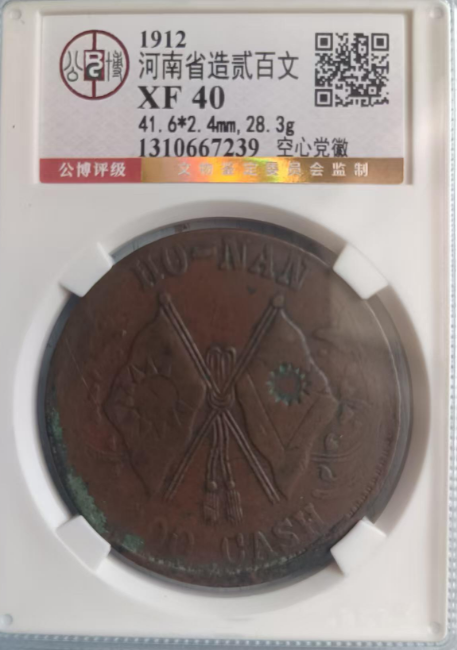 公博
1912
河南省造贰百文
XF 40
41.6*2.4mm,28.3g
1310667239 空心党徽
公博评级
会监制
HO-NAN
CASH